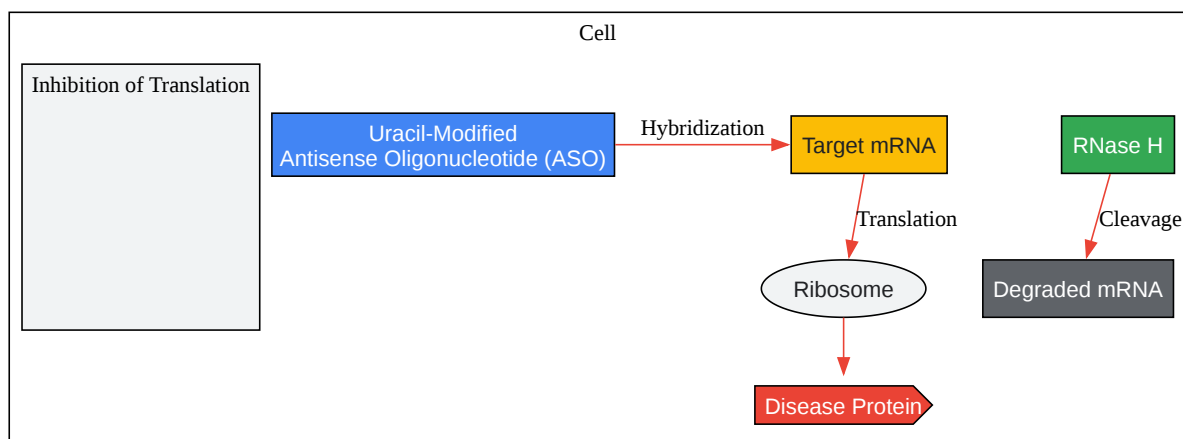 Cell
Inhibition of Translation
Uracil-Modified
Antisense Oligonucleotide (ASO)
Hybridization
Target mRNA
RNase H
Translation
Cleavage
Ribosome
Degraded mRNA
Disease Protein